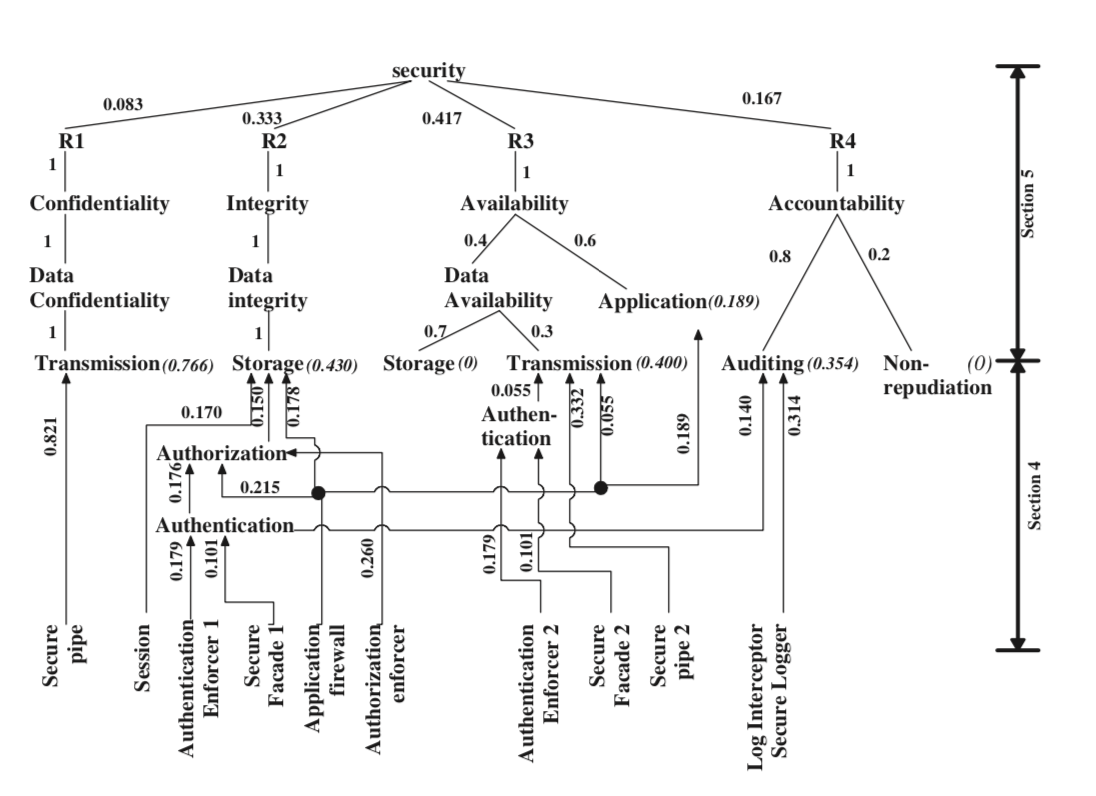 security
0.083
0.333
0.417
0.167
R1
R2
R3
R4
1
1
1
1
Confidentiality
Integrity
Availability
Accountability
1
1
0.4
0.6
0.8
0.2
Data
Confidentiality
Data
integrity
Data
Availability
Application(0.189)
1
1
0.7
0.3
Transmission(0.766)
Storage(0.430)
Storage(0)
Transmission(0.400)
Auditing(0.354)
Non-
repudiation
(0)
0.821
0.170
0.150
0.178
0.055
0.332
0.055
0.189
0.140
0.314
Authen-
tication
Authorization
0.176
0.215
Authentication
0.179
0.101
0.260
0.179
0.101
Secure
pipe
Session
Authentication
Enforcer 1
Secure
Facade 1
Application
firewall
Authorization
enforcer
Authentication
Enforcer 2
Secure
Facade 2
Secure
pipe 2
Log Interceptor
Secure Logger
Section 5
Section 4